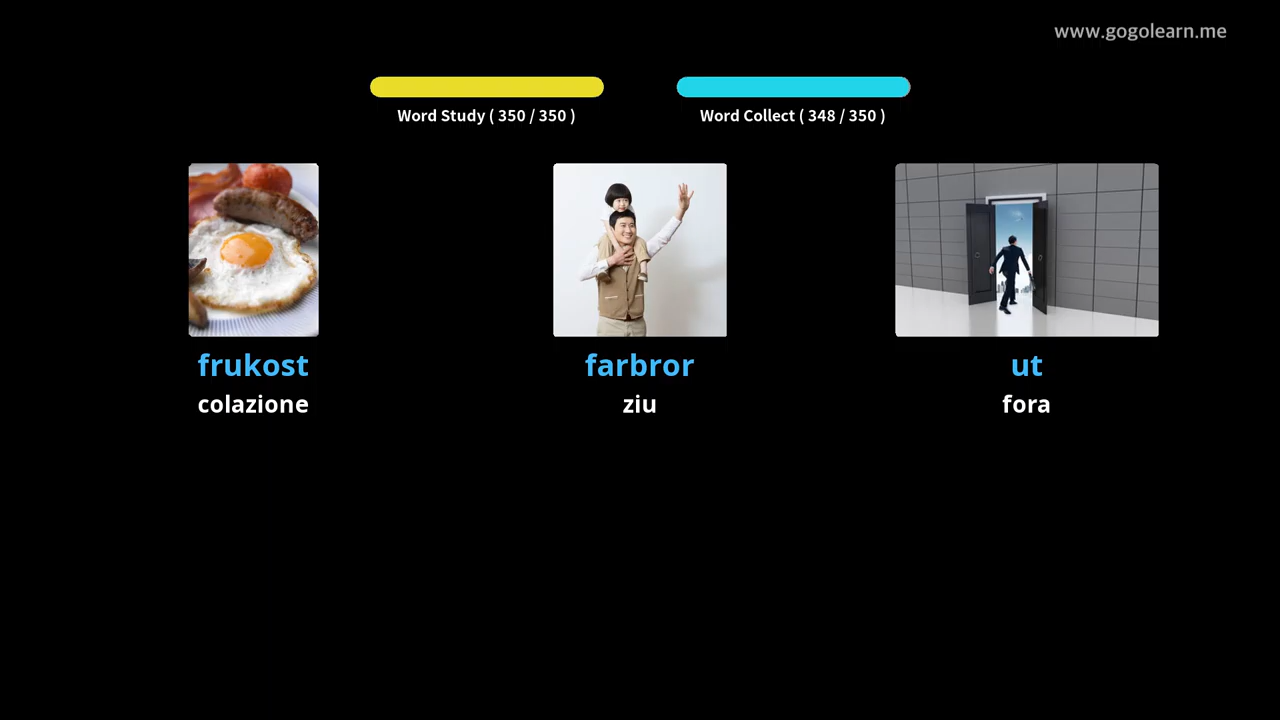 www.gogolearn.me
Word Study ( 350 / 350 )
Word Collect ( 348 / 350 )
frukost
colazione
farbror
ziu
ut
fora